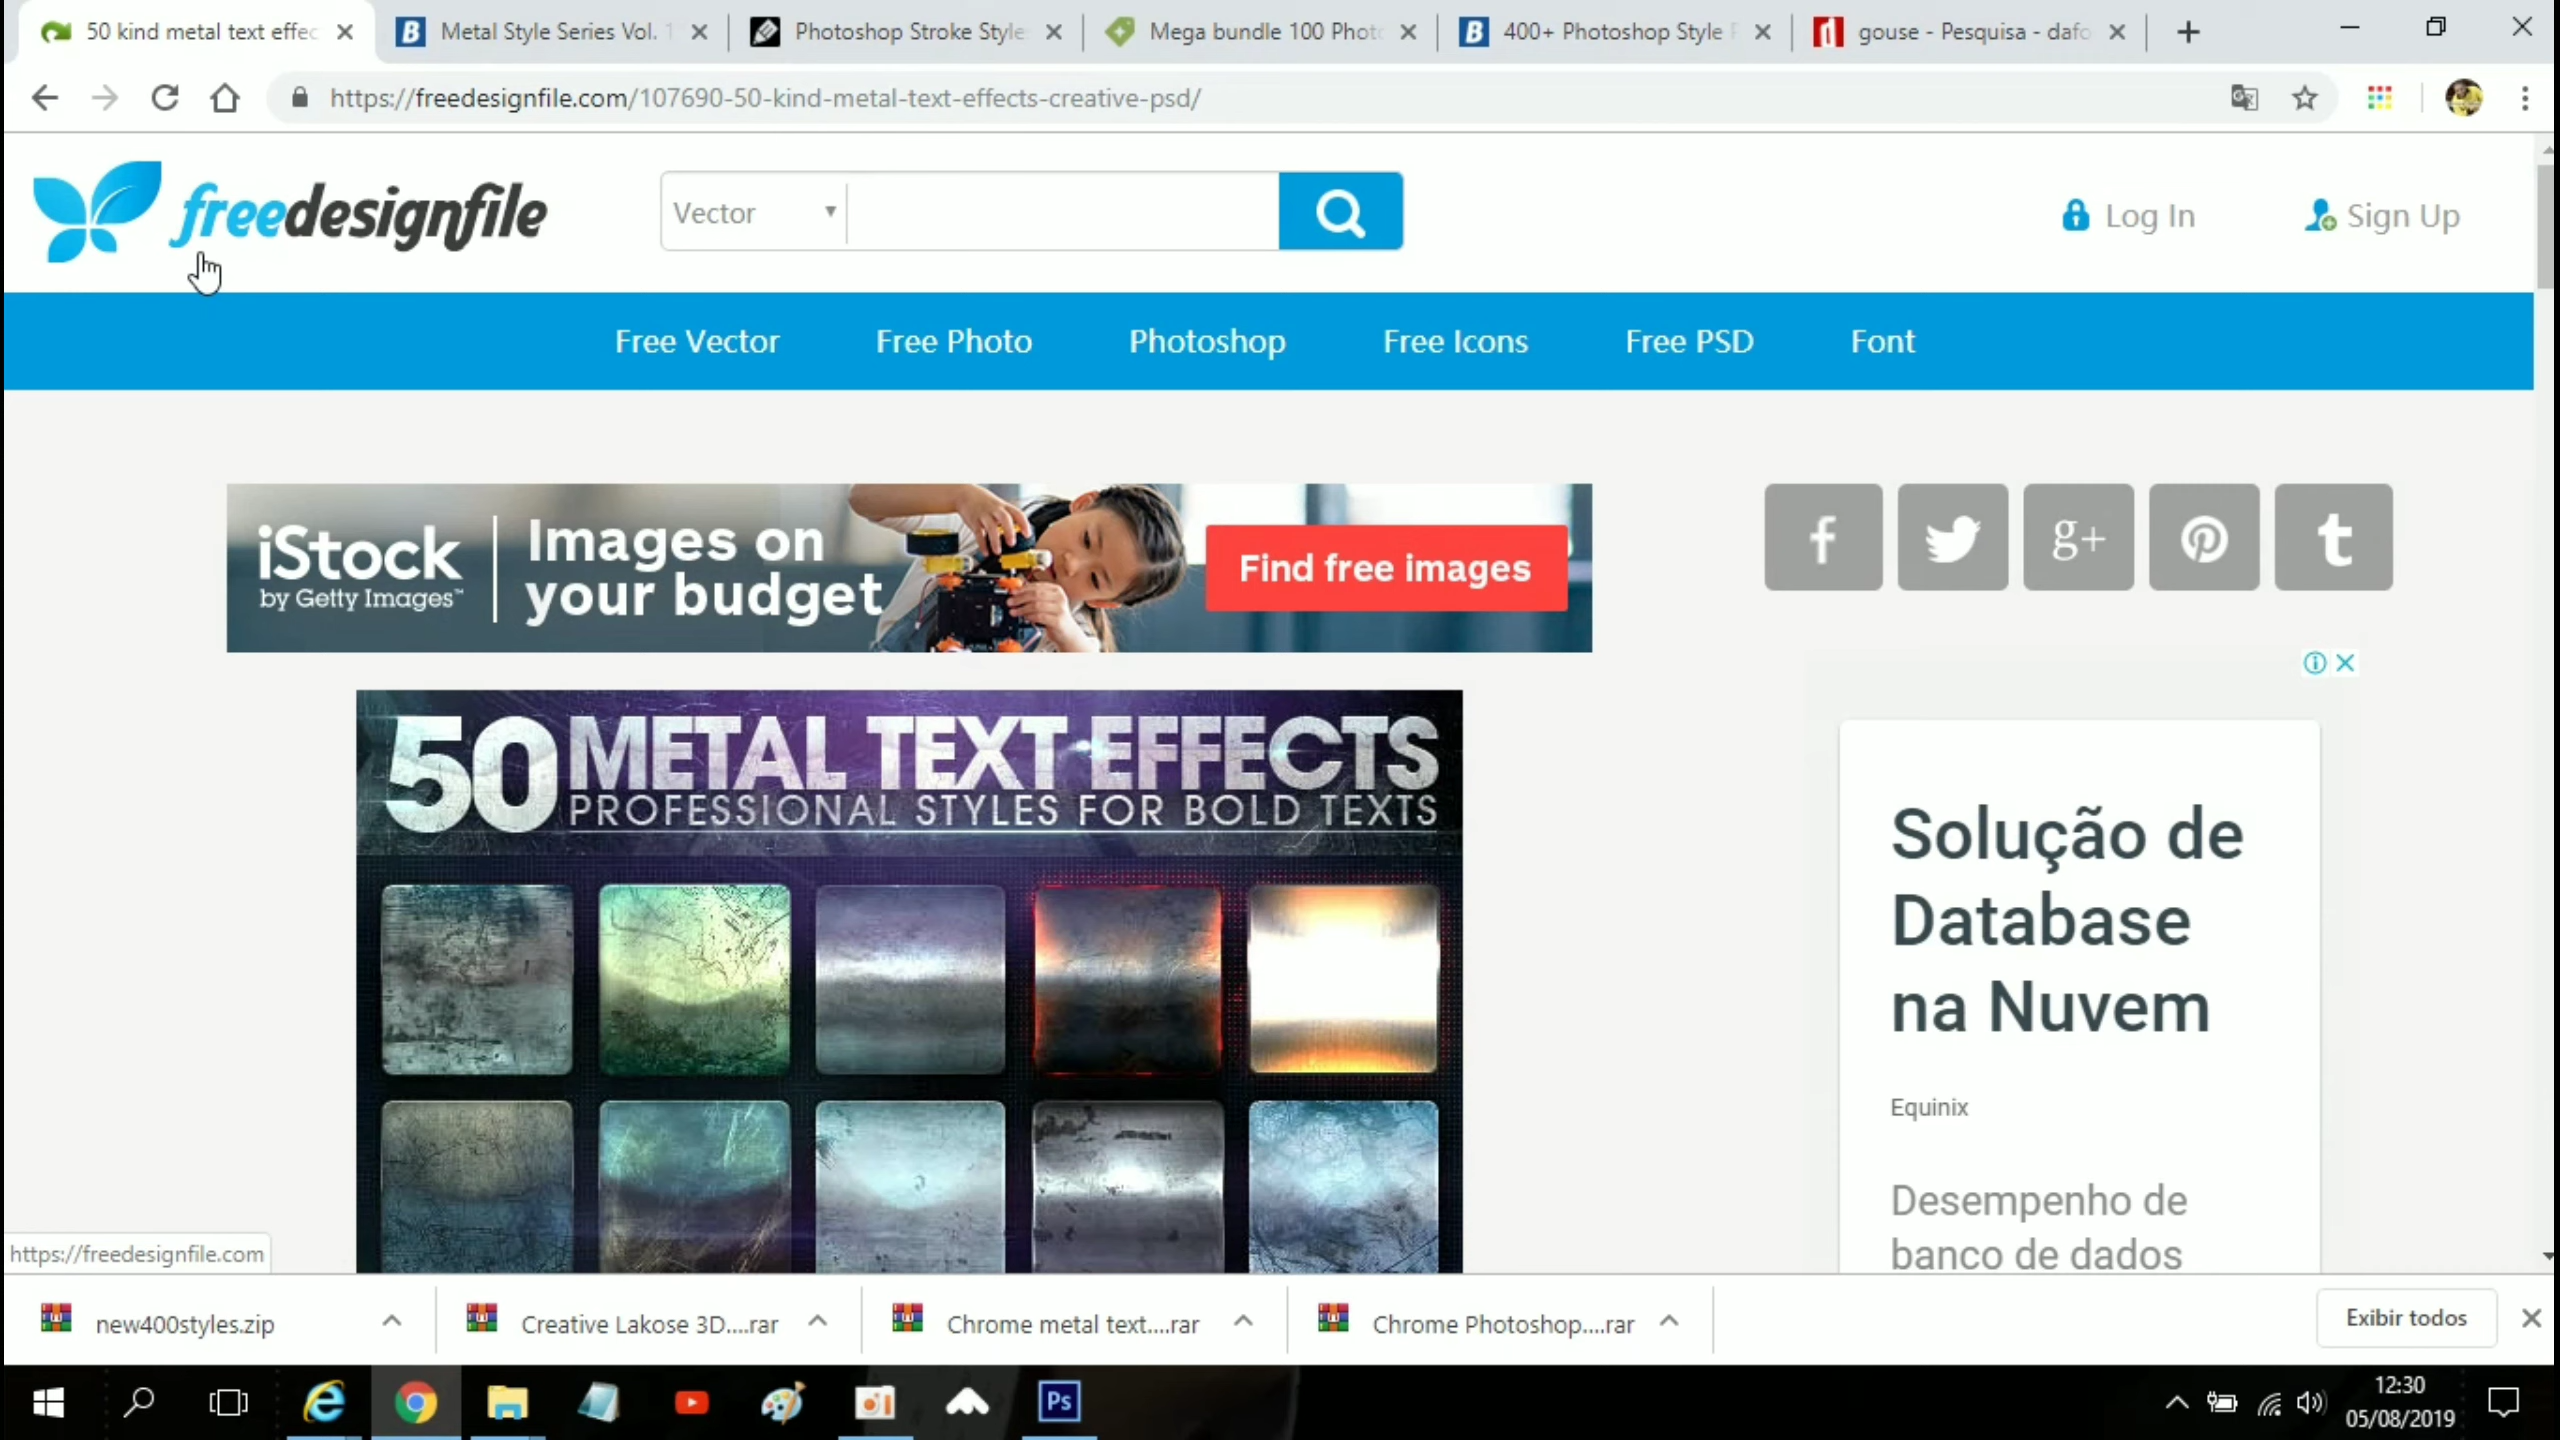 50 kind metal text effec
Metal Style Series Vol. 1
Photoshop Stroke Style
Mega bundle 100 Phot
400+ Photoshop Style P
gouse - Pesquisa - dafo
https://freedesignfile.com/107690-50-kind-metal-text-effects-creative-psd/
freedesignfile
Vector
Log In
Sign Up
Free Vector
Free Photo
Photoshop
Free Icons
Free PSD
Font
iStock
by Getty Images™
Images on
your budget
Find free images
f
g+
t
50 METAL TEXT EFFECTS
PROFESSIONAL STYLES FOR BOLD TEXTS
Solução de
Database
na Nuvem
Equinix
Desempenho de
banco de dados
https://freedesignfile.com
new400styles.zip
Creative Lakose 3D....rar
Chrome metal text....rar
Chrome Photoshop....rar
Exibir todos
Ps
12:30
05/08/2019